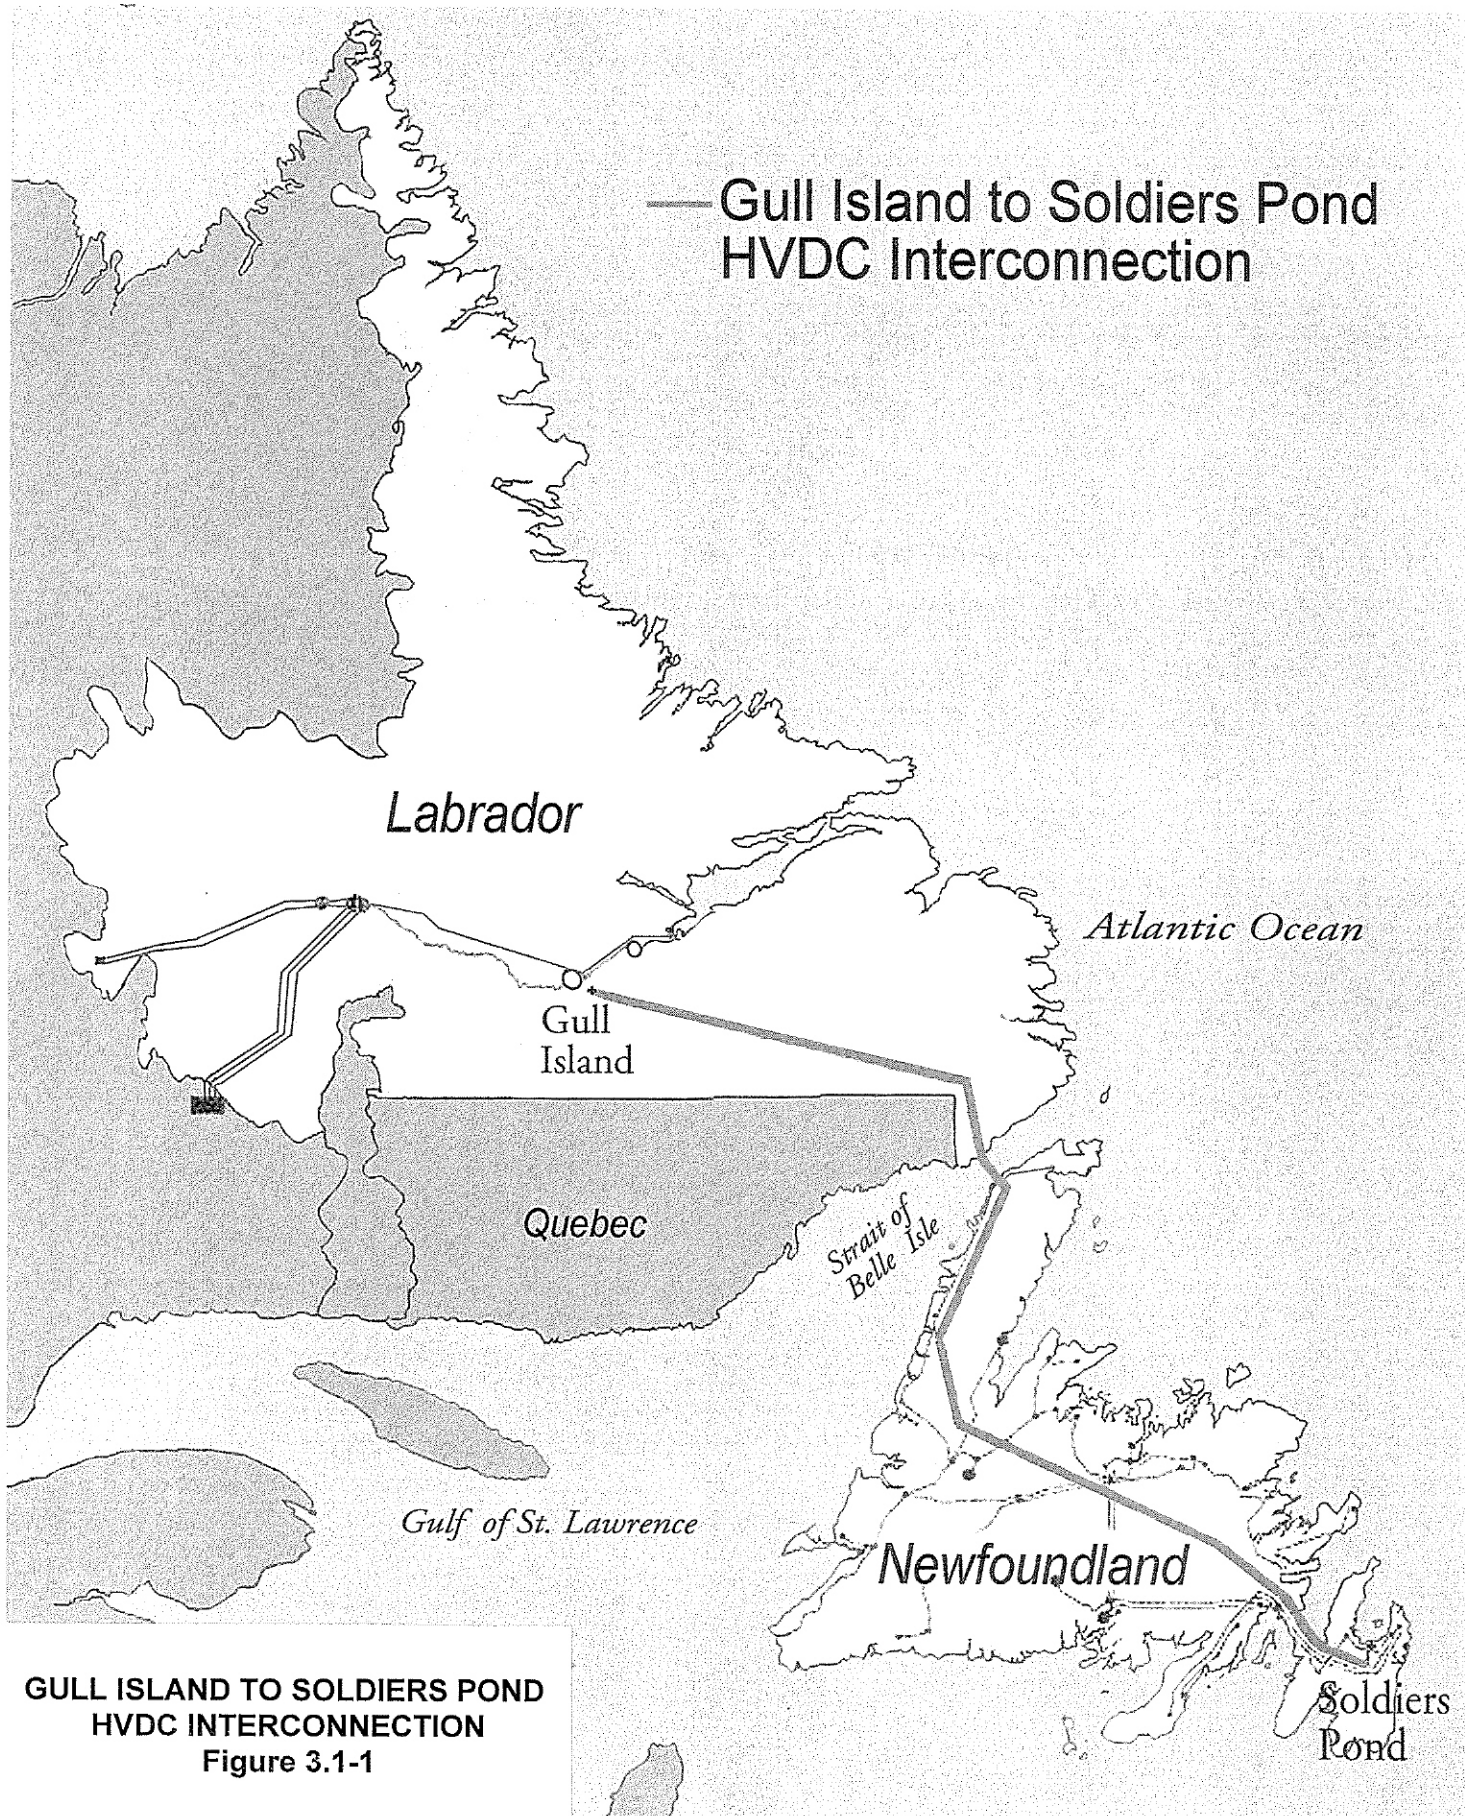 Gull Island to Soldiers Pond
HVDC Interconnection
Labrador
Atlantic Ocean
Gull
Island
Quebec
Strait of
Belle Isle
Gulf of St. Lawrence
Newfoundland
Soldiers
Pond
GULL ISLAND TO SOLDIERS POND
HVDC INTERCONNECTION
Figure 3.1-1